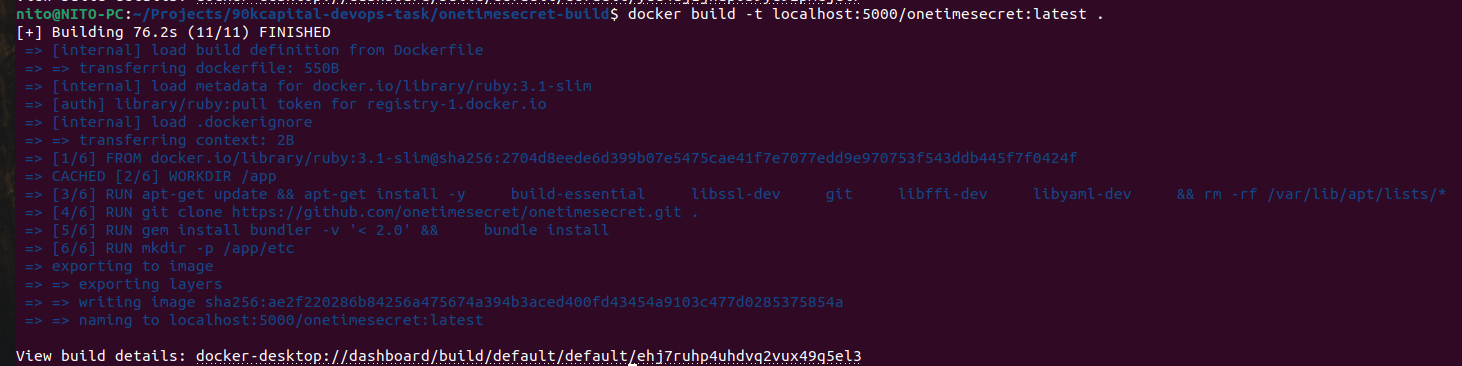 nito@NITO-PC:~/Projects/90kcapital-devops-task/onetimesecret-build$ docker build -t localhost:5000/onetimesecret:latest .
[+] Building 76.2s (11/11) FINISHED
=> [internal] load build definition from Dockerfile
=> => transferring dockerfile: 550B
=> [internal] load metadata for docker.io/library/ruby:3.1-slim
=> [auth] library/ruby:pull token for registry-1.docker.io
=> [internal] load .dockerignore
=> => transferring context: 2B
=> [1/6] FROM docker.io/library/ruby:3.1-slim@sha256:2704d8eede6d399b07e5475cae41f7e7077edd9e970753f543ddb445f7f0424f
=> CACHED [2/6] WORKDIR /app
=> [3/6] RUN apt-get update && apt-get install -y     build-essential     libssl-dev     git     libffi-dev     libyaml-dev     && rm -rf /var/lib/apt/lists/*
=> [4/6] RUN git clone https://github.com/onetimesecret/onetimesecret.git .
=> [5/6] RUN gem install bundler -v '< 2.0' &&     bundle install
=> [6/6] RUN mkdir -p /app/etc
=> exporting to image
=> => exporting layers
=> => writing image sha256:ae2f220286b84256a475674a394b3aced400fd43454a9103c477d0285375854a
=> => naming to localhost:5000/onetimesecret:latest
View build details: docker-desktop://dashboard/build/default/default/ehj7ruhp4uhdvq2vux49q5el3